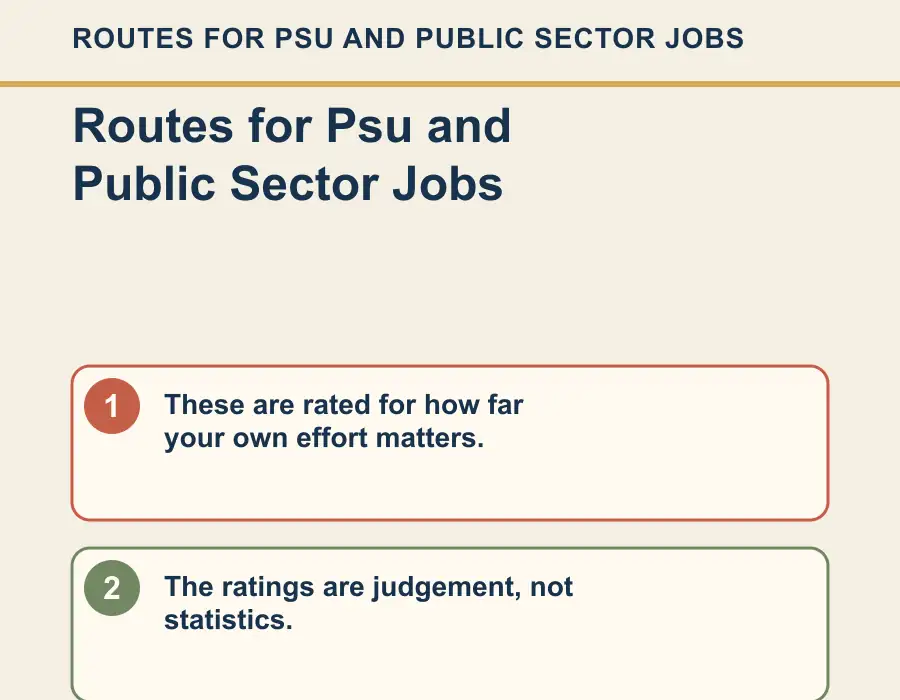 ROUTES FOR PSU AND PUBLIC SECTOR JOBS
Routes for Psu and
Public Sector Jobs
1
These are rated for how far
your own effort matters.
2
The ratings are judgement, not
statistics.